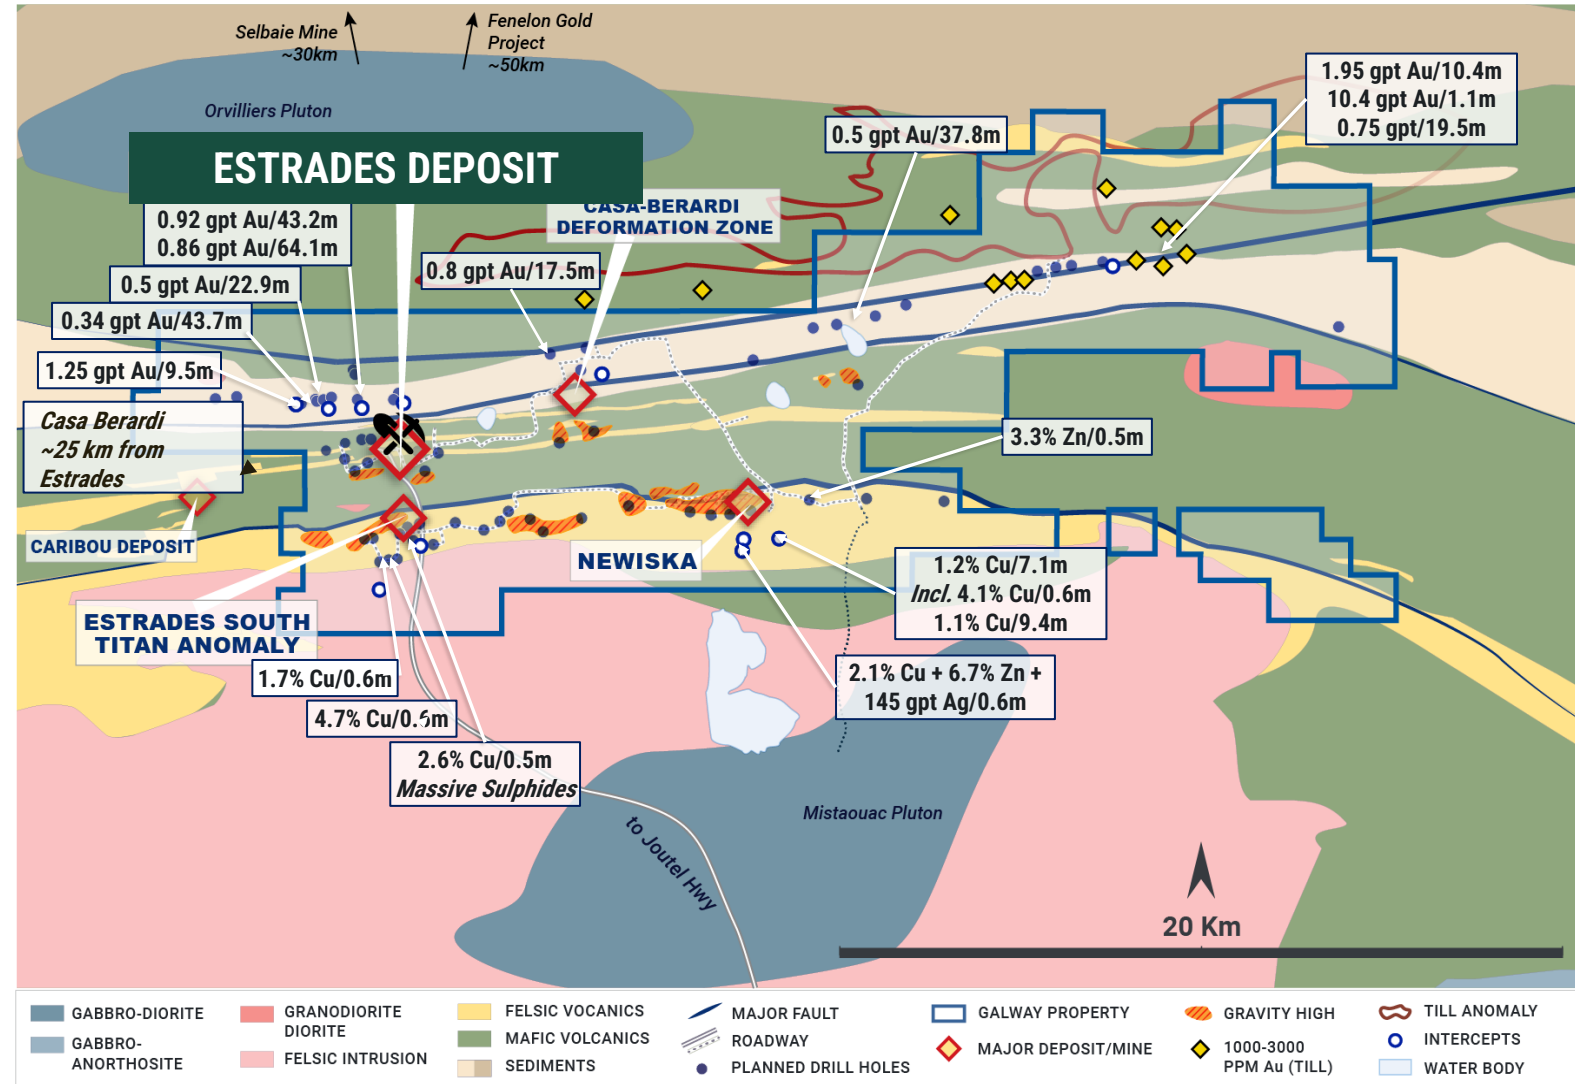 Selbaie Mine
~30km
Fenelon Gold
Project
~50km
Orvilliers Pluton
ESTRADES DEPOSIT
1.95 gpt Au/10.4m
10.4 gpt Au/1.1m
0.75 gpt/19.5m
0.5 gpt Au/37.8m
CASA-BERARDI
DEFORMATION ZONE
0.92 gpt Au/43.2m
0.86 gpt Au/64.1m
0.8 gpt Au/17.5m
0.5 gpt Au/22.9m
0.34 gpt Au/43.7m
1.25 gpt Au/9.5m
Casa Berardi
~25 km from
Estrades
3.3% Zn/0.5m
CARIBOU DEPOSIT
NEWISKA
1.2% Cu/7.1m
Incl. 4.1% Cu/0.6m
1.1% Cu/9.4m
ESTRADES SOUTH
TITAN ANOMALY
1.7% Cu/0.6m
2.1% Cu + 6.7% Zn +
145 gpt Ag/0.6m
4.7% Cu/0.6m
2.6% Cu/0.5m
Massive Sulphides
Mistaouac Pluton
to Joutel Hwy
20 Km
GABBRO-DIORITE
GABBRO-
ANORTHOSITE
GRANODIORITE
DIORITE
FELSIC INTRUSION
FELSIC VOCANICS
MAFIC VOLCANICS
SEDIMENTS
MAJOR FAULT
ROADWAY
PLANNED DRILL HOLES
GALWAY PROPERTY
MAJOR DEPOSIT/MINE
GRAVITY HIGH
1000-3000
PPM Au (TILL)
TILL ANOMALY
INTERCEPTS
WATER BODY